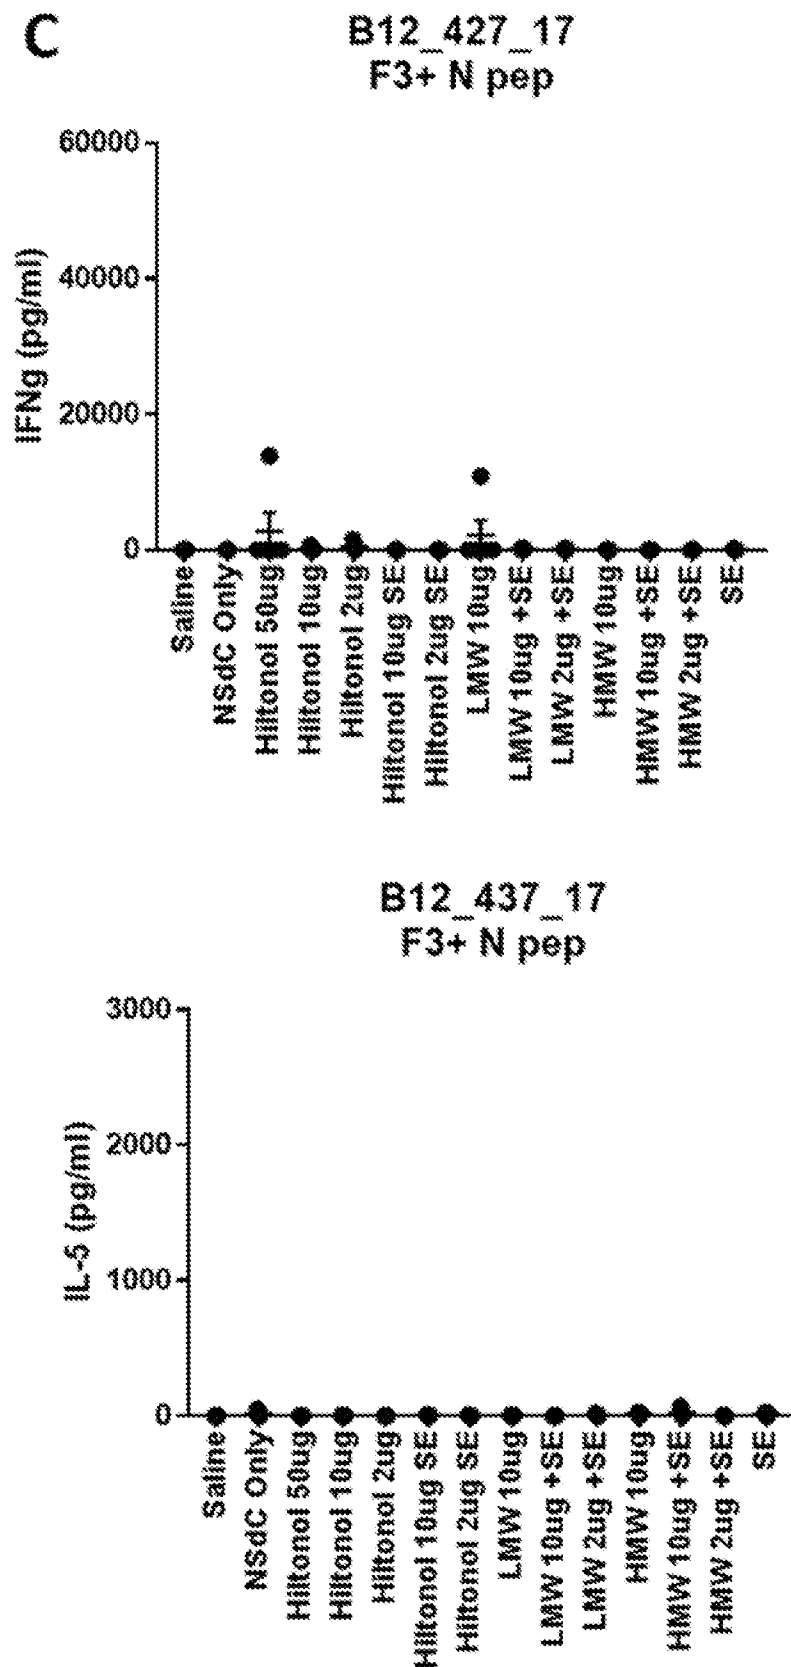 C
B12_427_17
F3+ N pep
60000
40000
20000
0
IFNg (pg/ml)
Saline
NSdC Only
Hiltonol 50ug
Hiltonol 10ug
Hiltonol 2ug
Hiltonol 10ug SE
Hiltonol 2ug SE
LMW 10ug
LMW 10ug +SE
LMW 2ug +SE
HMW 10ug
HMW 10ug +SE
HMW 2ug +SE
SE
B12_437_17
F3+ N pep
3000
2000
1000
0
IL-5 (pg/ml)
Saline
NSdC Only
Hiltonol 50ug
Hiltonol 10ug
Hiltonol 2ug
Hiltonol 10ug SE
Hiltonol 2ug SE
LMW 10ug
LMW 10ug +SE
LMW 2ug +SE
HMW 10ug
HMW 10ug +SE
HMW 2ug +SE
SE